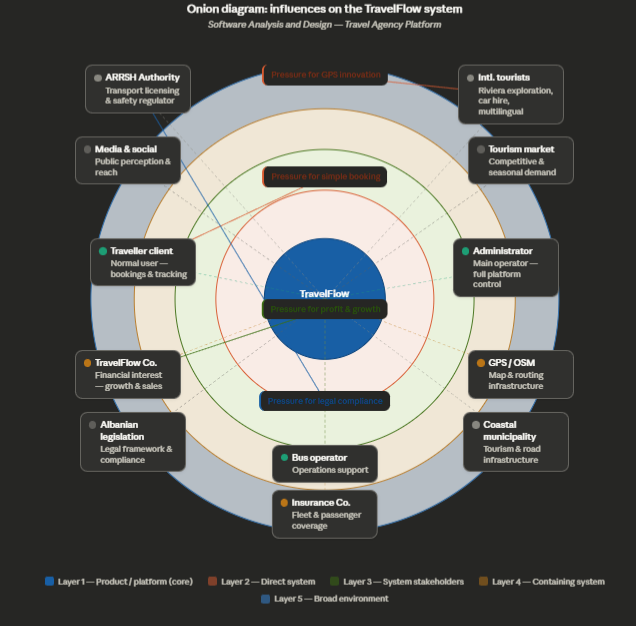 Onion diagram: influences on the TravelFlow system
Software Analysis and Design — Travel Agency Platform
ARRSH Authority
Transport licensing
& safety regulator
Pressure for GPS innovation
Intl. tourists
Riviera exploration,
car hire,
multilingual
Media & social
Public perception &
reach
Tourism market
Competitive &
seasonal demand
Pressure for simple booking
Traveller client
Normal user —
bookings & tracking
Administrator
Main operator —
full platform
control
TravelFlow
Pressure for profit & growth
TravelFlow Co.
Financial interest
— growth & sales
GPS / OSM
Map & routing
infrastructure
Pressure for legal compliance
Albanian
legislation
Legal framework &
compliance
Coastal
municipality
Tourism & road
infrastructure
Bus operator
Operations support
Insurance Co.
Fleet & passenger
coverage
Layer 1 — Product / platform (core)
Layer 2 — Direct system
Layer 3 — System stakeholders
Layer 4 — Containing system
Layer 5 — Broad environment